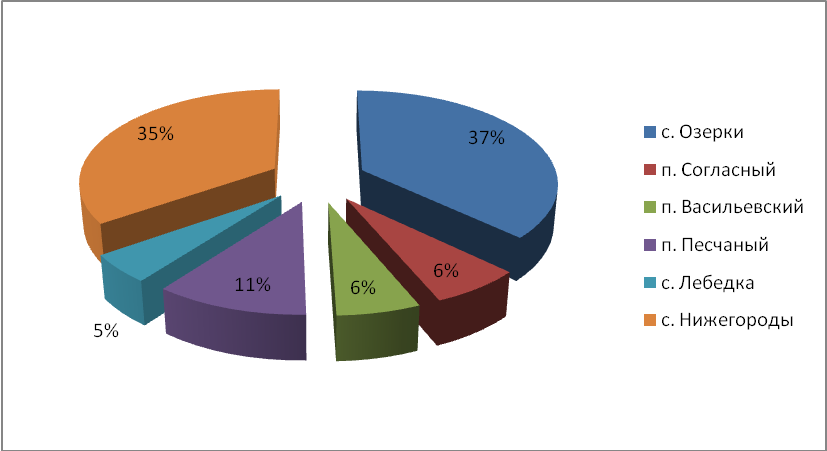 35%
37%
6%
6%
11%
5%
с. Озерки
п. Согласный
п. Васильевский
п. Песчаный
с. Лебедка
с. Нижегороды